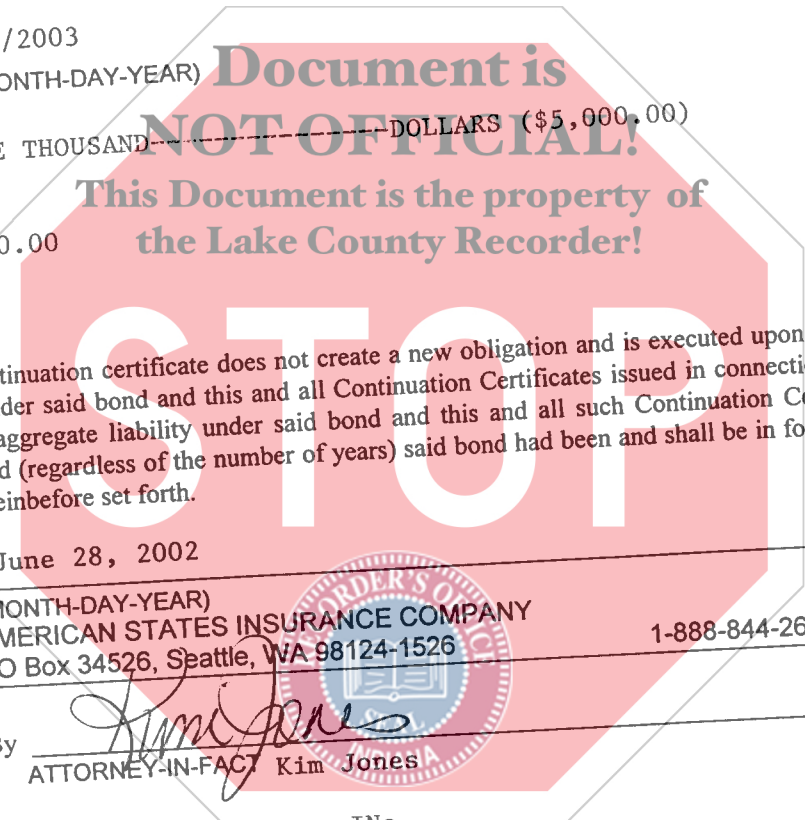 /2003
ONTH-DAY-YEAR)
Document is
NOT OFFICIAL!
This Document is the property of
the Lake County Recorder!
E THOUSAND------------------DOLLARS ($5,000.00)
0.00
STOP
tinuation certificate does not create a new obligation and is executed upon
der said bond and this and all Continuation Certificates issued in connecti
aggregate liability under said bond and this and all such Continuation Ce
d (regardless of the number of years) said bond had been and shall be in fo
einbefore set forth.
June 28, 2002
MONTH-DAY-YEAR)
MERICAN STATES INSURANCE COMPANY
O Box 34526, Seattle, WA 98124-1526
1-888-844-26
RECORDER'S OFFICE
SEAL
INDIANA
By Kim Jones
ATTORNEY-IN-FACT Kim Jones